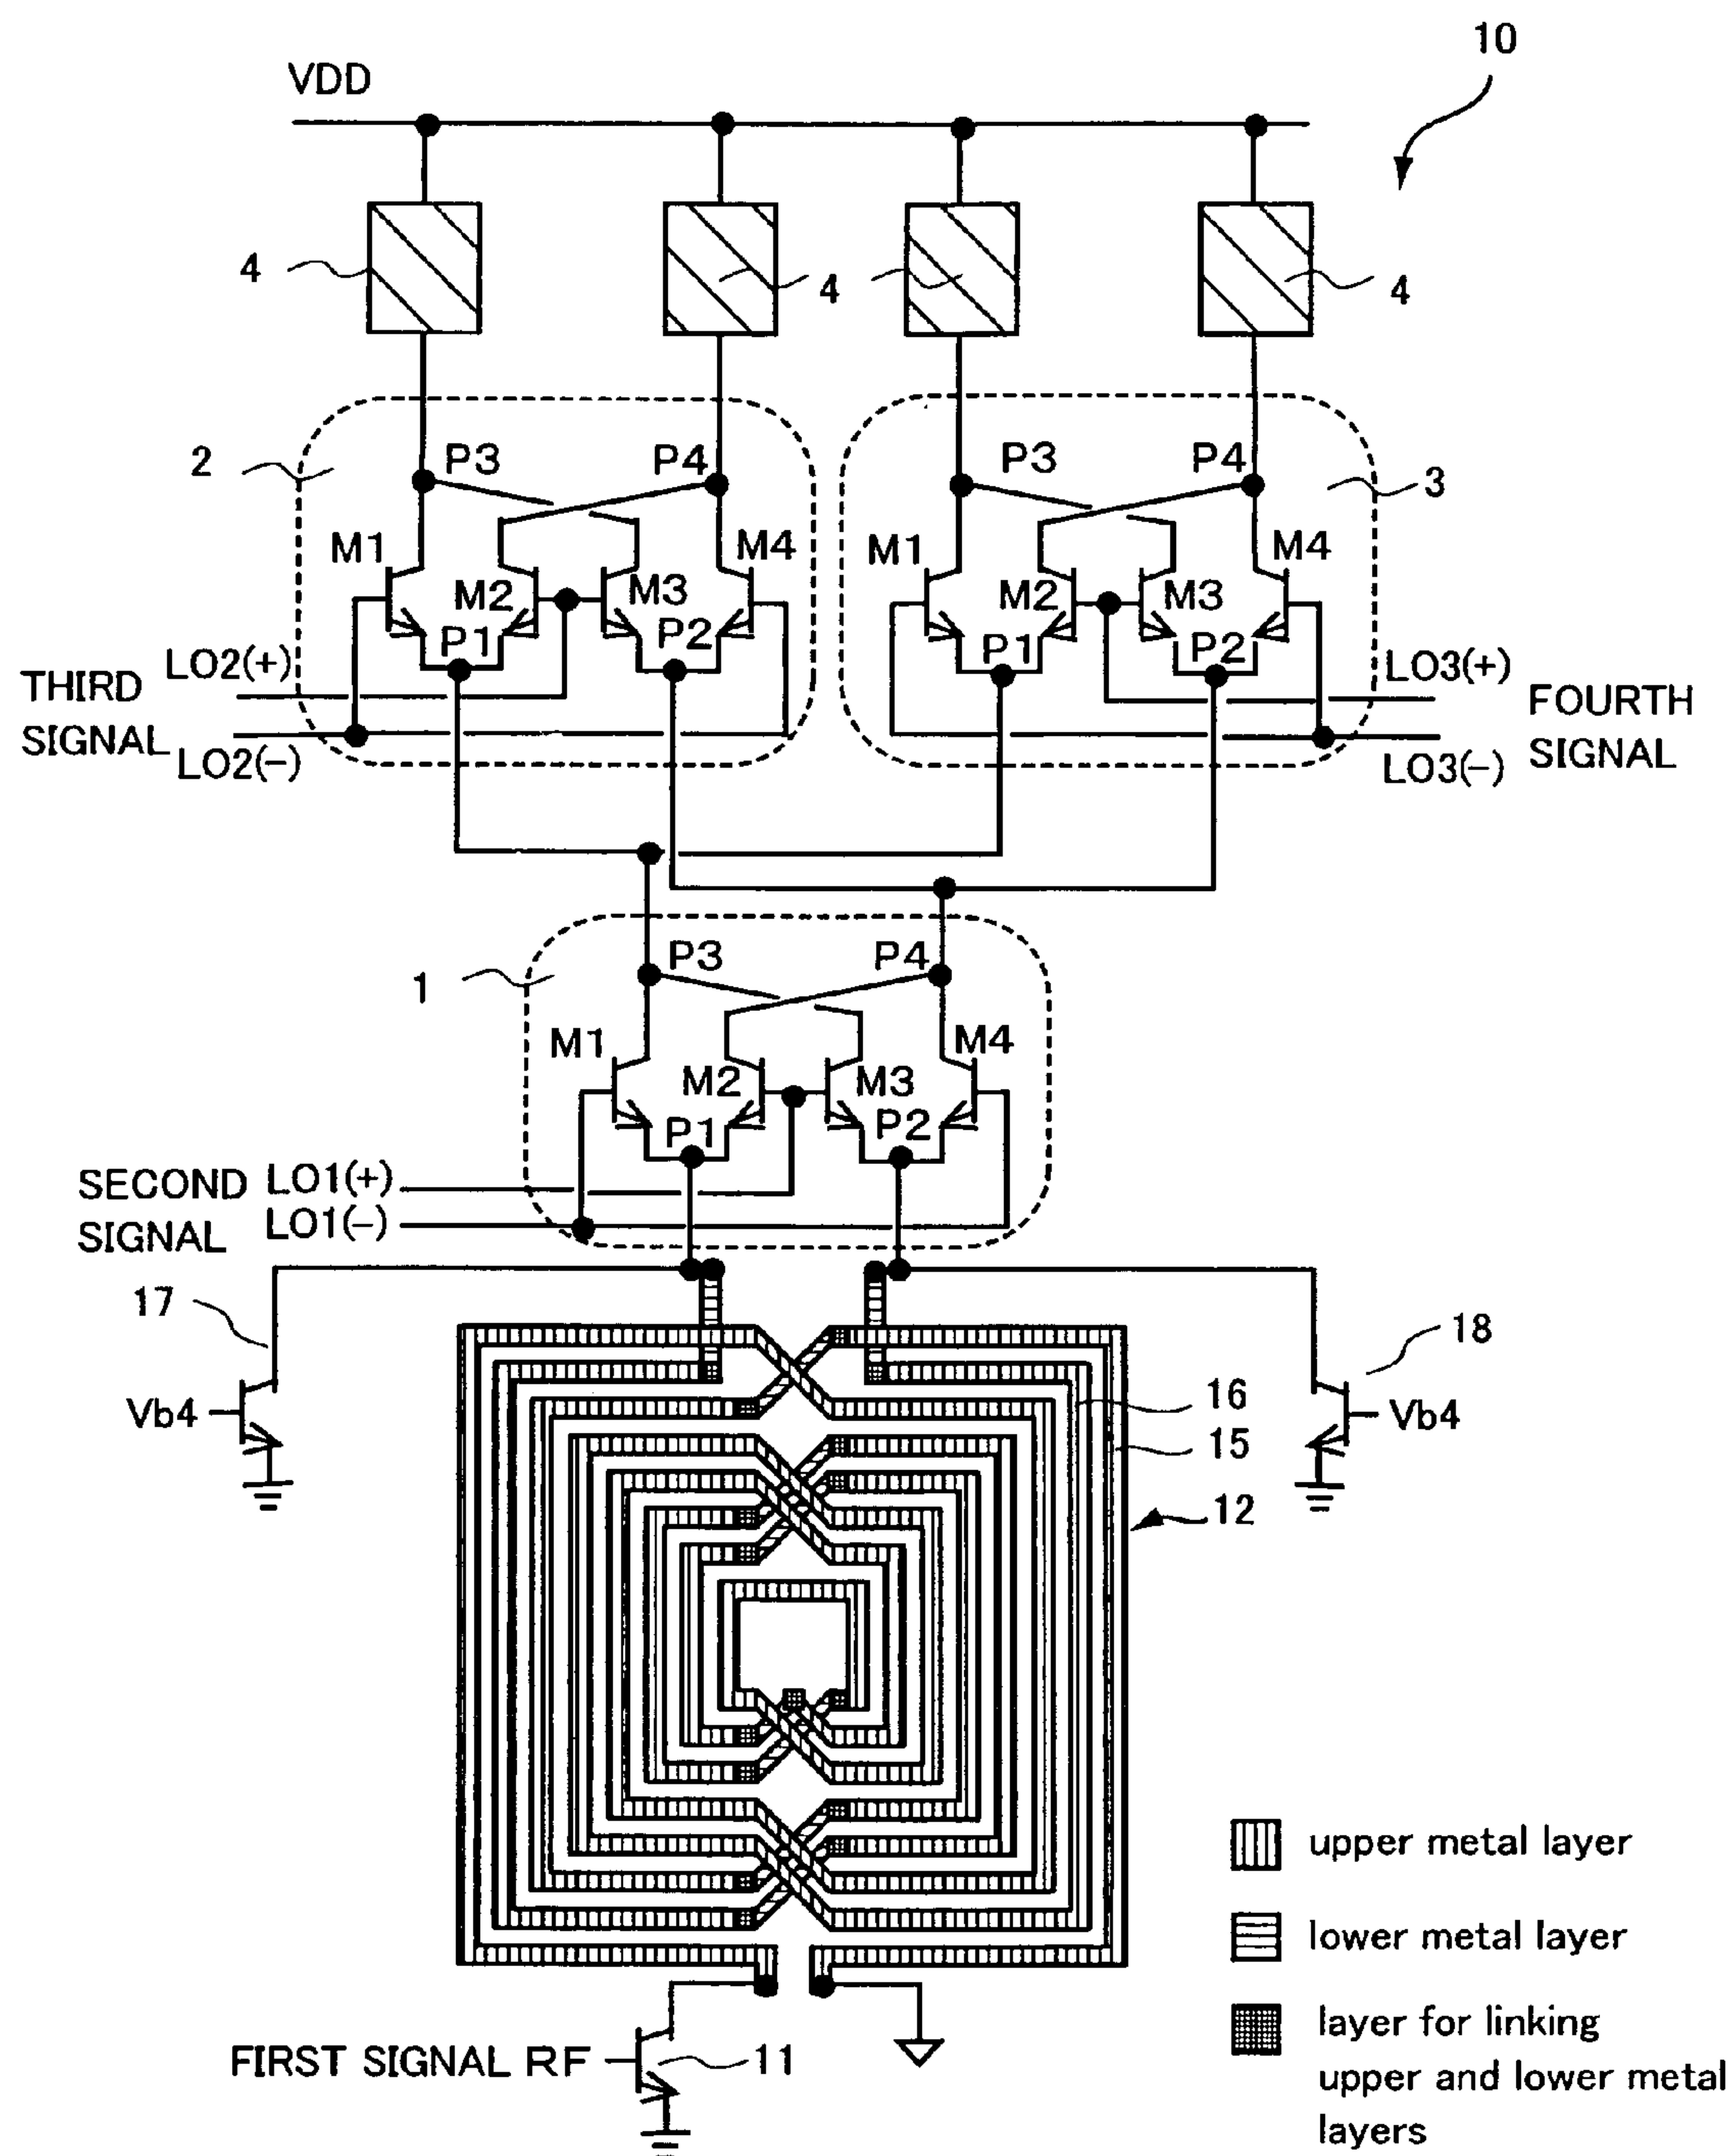 10
VDD
4
4
4
2
P3
P4
P3
P4
3
M1
M4
M1
M4
M2
M3
M2
M3
P1
P2
P1
P2
THIRD SIGNAL
LO2(+)
LO2(-)
LO3(+)
LO3(-)
FOURTH SIGNAL
1
P3
P4
M1
M4
M2
M3
P1
P2
SECOND SIGNAL
LO1(+)
LO1(-)
17
18
Vb4
Vb4
16
15
12
FIRST SIGNAL RF
11
upper metal layer
lower metal layer
layer for linking
upper and lower metal
layers